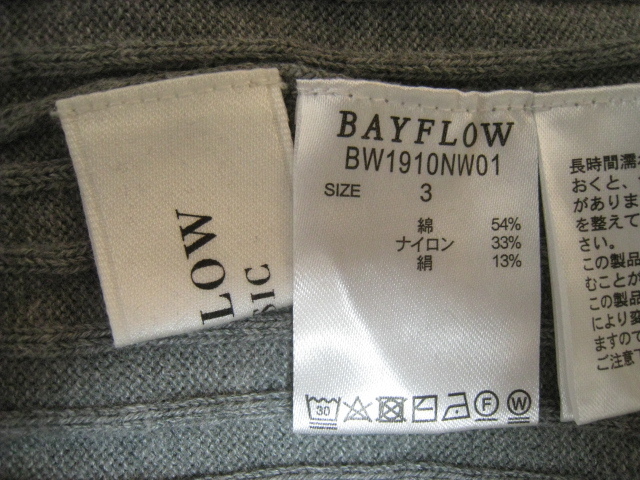 LOW
SIC
BAYFLOW
BW1910NW01
SIZE 3
綿 54%
ナイロン 33%
絹 13%
30
F
W
長時間濡
おくと、
がありま
を整えて
さい。
この製品
むことが
この製品
により変
ますので
ご注意